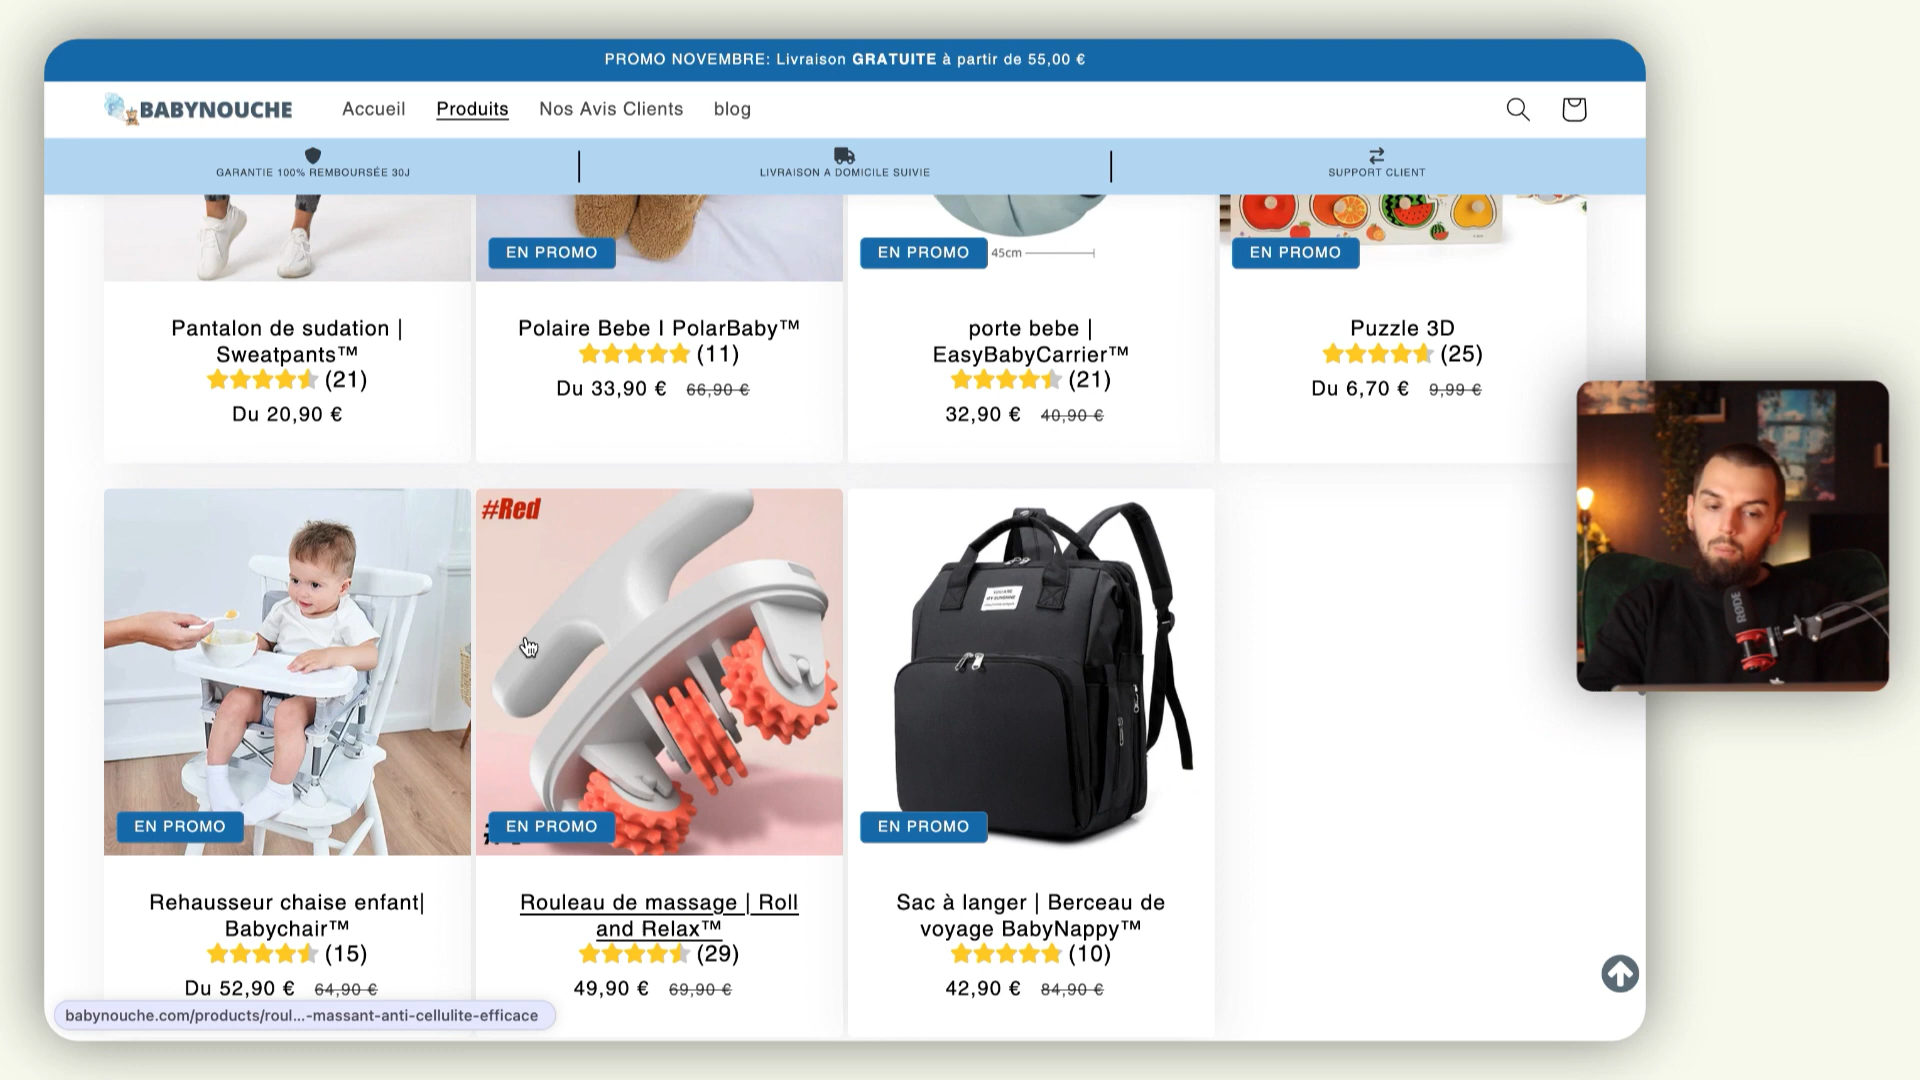 PROMO NOVEMBRE: Livraison GRATUITE à partir de 55,00 €
BABYNOUCHE
Accueil
Produits
Nos Avis Clients
blog
GARANTIE 100% REMBOURSÉE 30J
LIVRAISON A DOMICILE SUIVIE
SUPPORT CLIENT
EN PROMO
EN PROMO
45cm
EN PROMO
Pantalon de sudation |
Sweatpants™
(21)
Du 20,90 €
Polaire Bebe I PolarBaby™
(11)
Du 33,90 € 66,90 €
porte bebe |
EasyBabyCarrier™
(21)
32,90 € 40,90 €
Puzzle 3D
(25)
Du 6,70 € 9,99 €
#Red
EN PROMO
EN PROMO
EN PROMO
Rehausseur chaise enfant|
Babychair™
(15)
Du 52,90 € 64,90 €
Rouleau de massage | Roll
and Relax™
(29)
49,90 € 69,90 €
Sac à langer | Berceau de
voyage BabyNappy™
(10)
42,90 € 84,90 €
babynouche.com/products/roul...-massant-anti-cellulite-efficace
RØDE